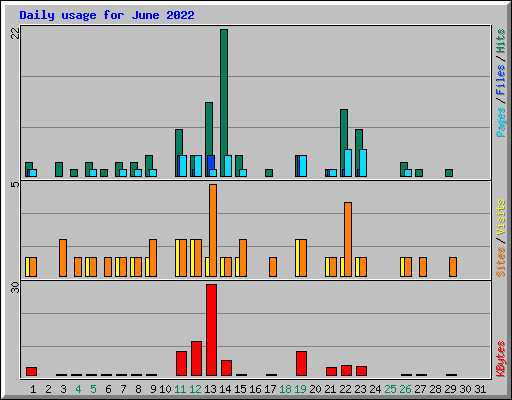 Daily usage for June 2022
22
5
30
Pages / Files / Hits
Sites / Visits
KBytes
1 2 3 4 5 6 7 8 9 10 11 12 13 14 15 16 17 18 19 20 21 22 23 24 25 26 27 28 29 30 31